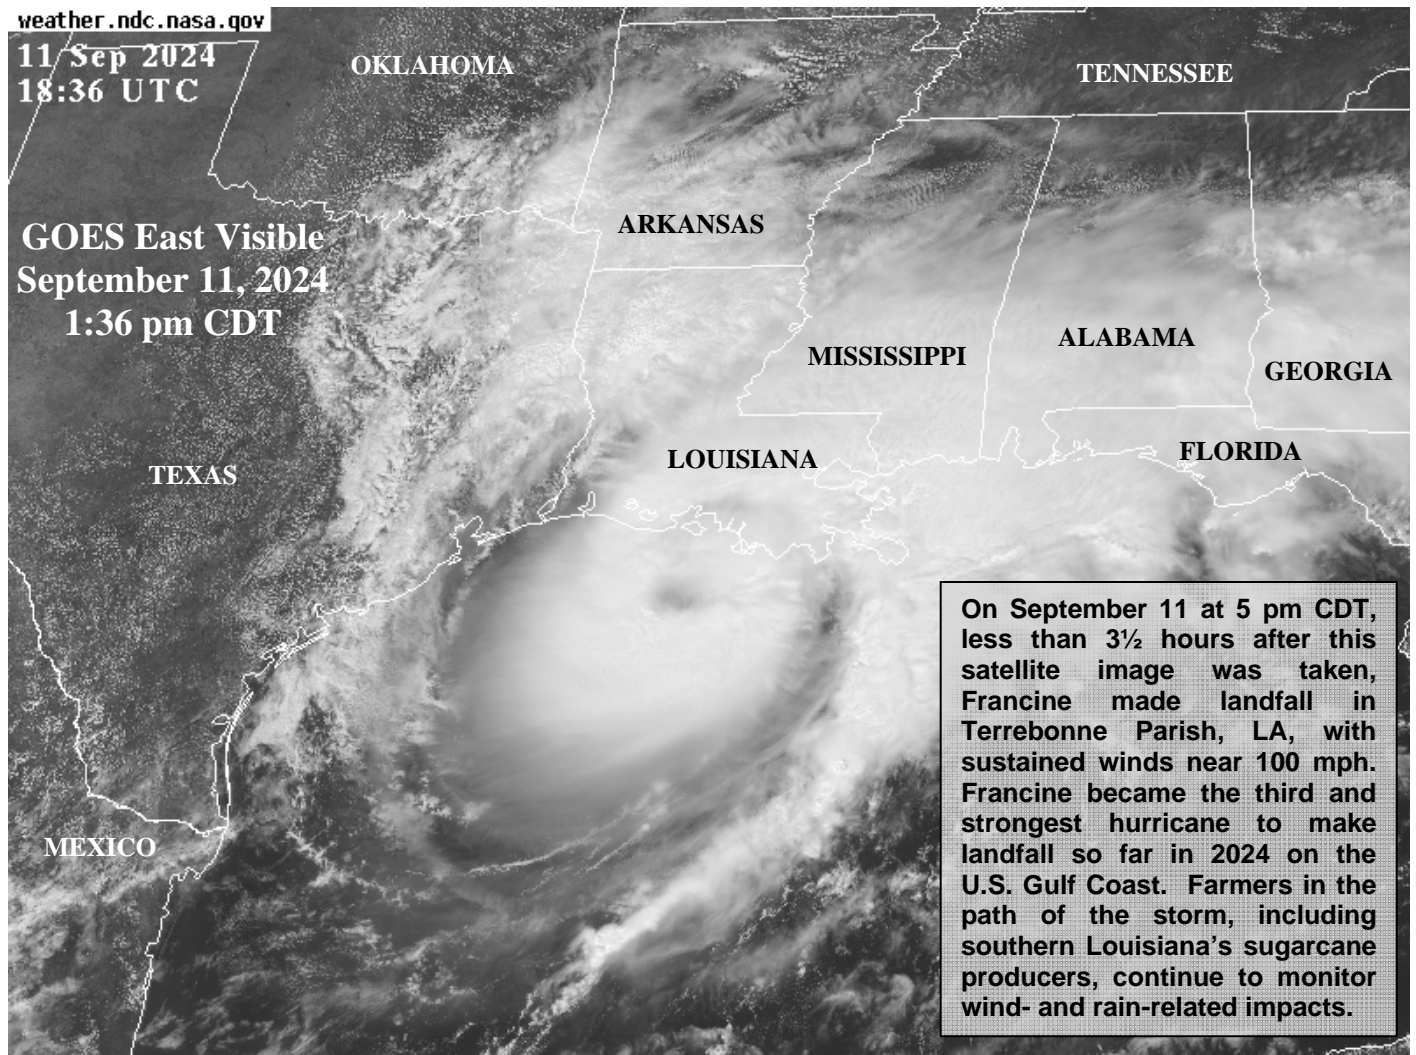 weather.ndc.nasa.gov
11 Sep 2024
18:36 UTC
OKLAHOMA
TENNESSEE
ARKANSAS
GOES East Visible
September 11, 2024
1:36 pm CDT
MISSISSIPPI
ALABAMA
GEORGIA
TEXAS
LOUISIANA
FLORIDA
On September 11 at 5 pm CDT,
less than 3½ hours after this
satellite image was taken,
Francine made landfall in
Terrebonne Parish, LA, with
sustained winds near 100 mph.
Francine became the third and
strongest hurricane to make
landfall so far in 2024 on the
U.S. Gulf Coast. Farmers in the
path of the storm, including
southern Louisiana’s sugarcane
producers, continue to monitor
wind- and rain-related impacts.
MEXICO